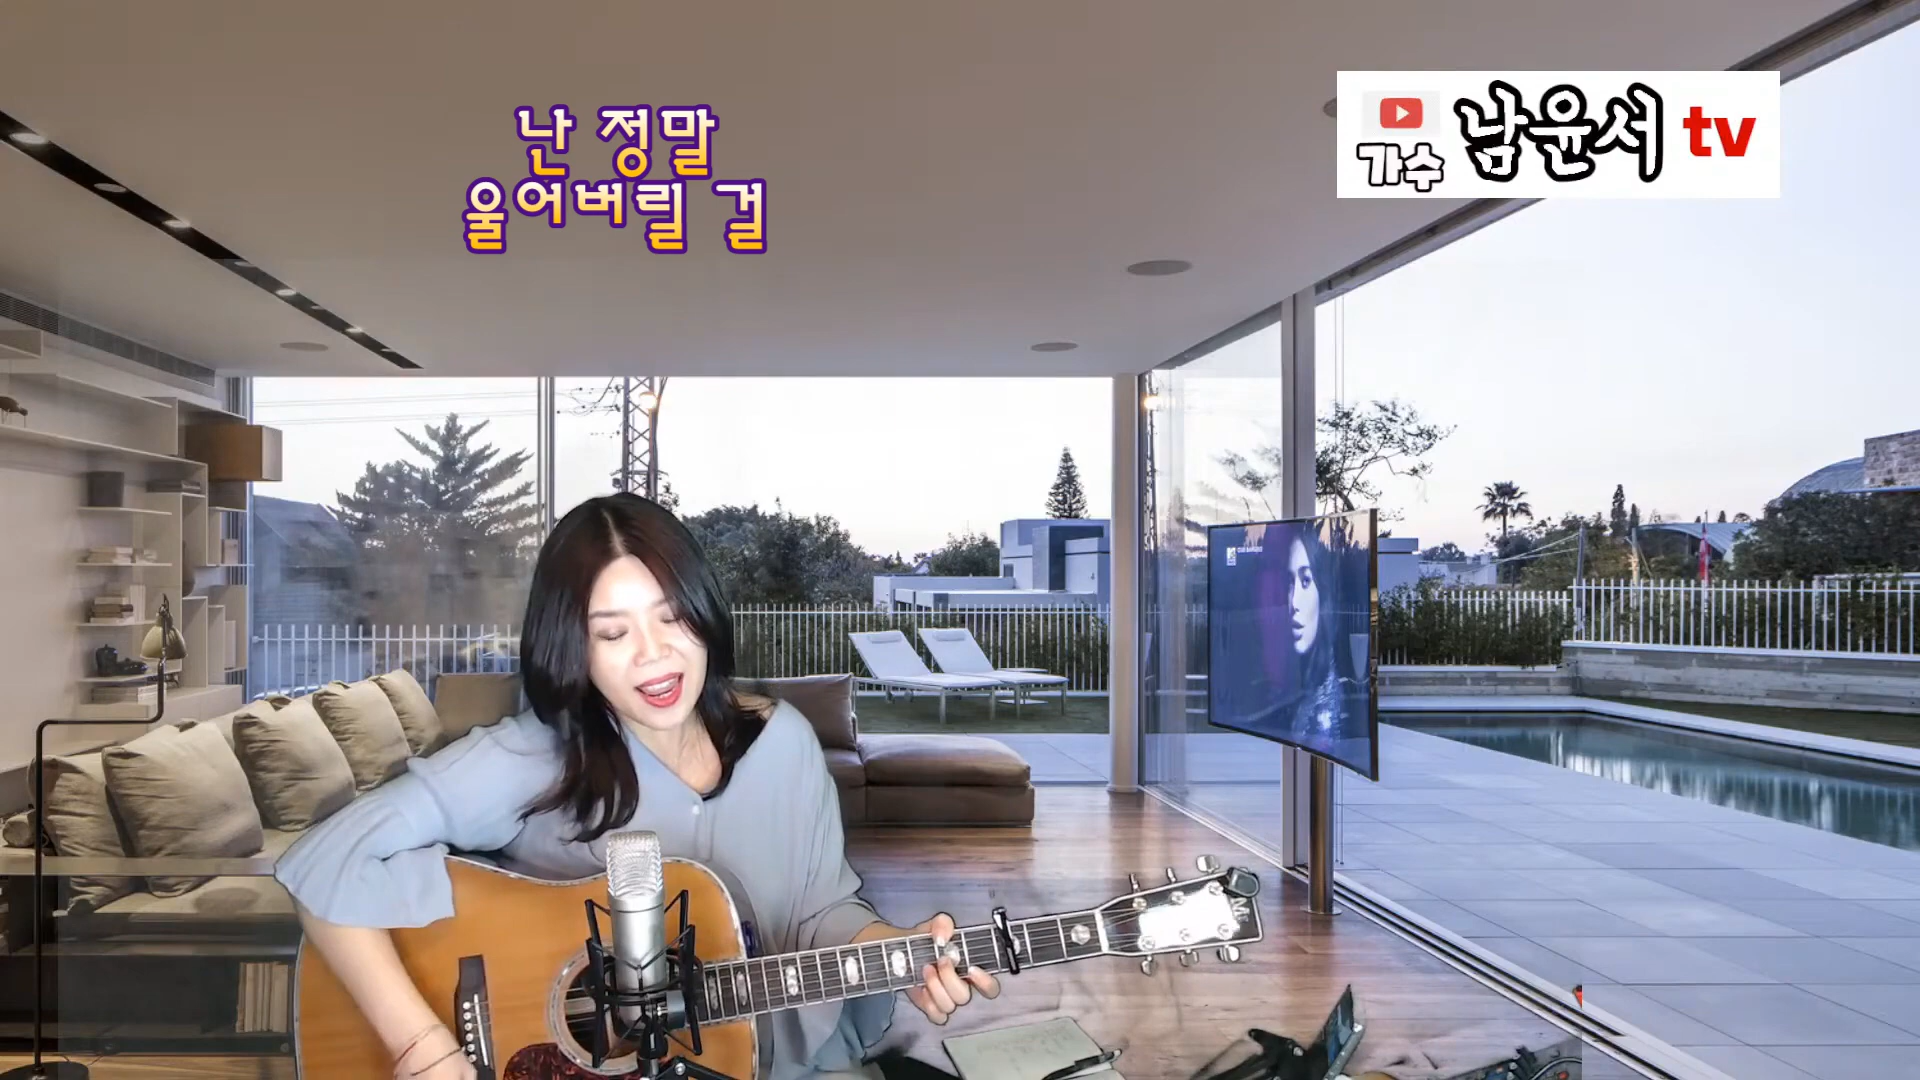 난 정말
울어버릴 걸
가수 남윤서 tv